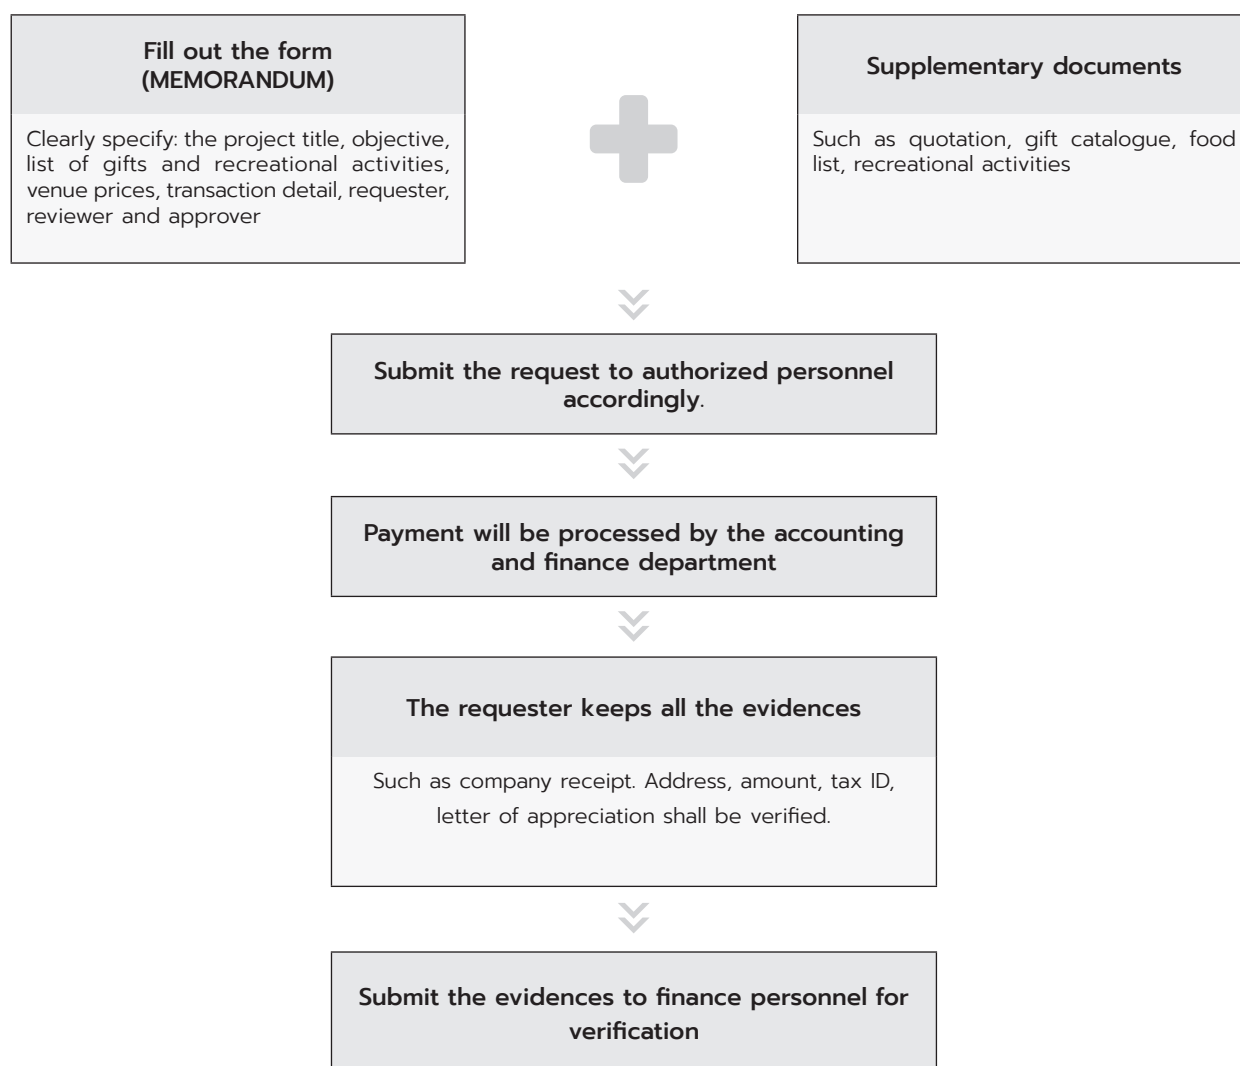 Fill out the form
(MEMORANDUM)
Clearly specify: the project title, objective,
list of gifts and recreational activities,
venue prices, transaction detail, requester,
reviewer and approver
Supplementary documents
Such as quotation, gift catalogue, food
list, recreational activities
Submit the request to authorized personnel
accordingly.
Payment will be processed by the accounting
and finance department
The requester keeps all the evidences
Such as company receipt. Address, amount, tax ID,
letter of appreciation shall be verified.
Submit the evidences to finance personnel for
verification